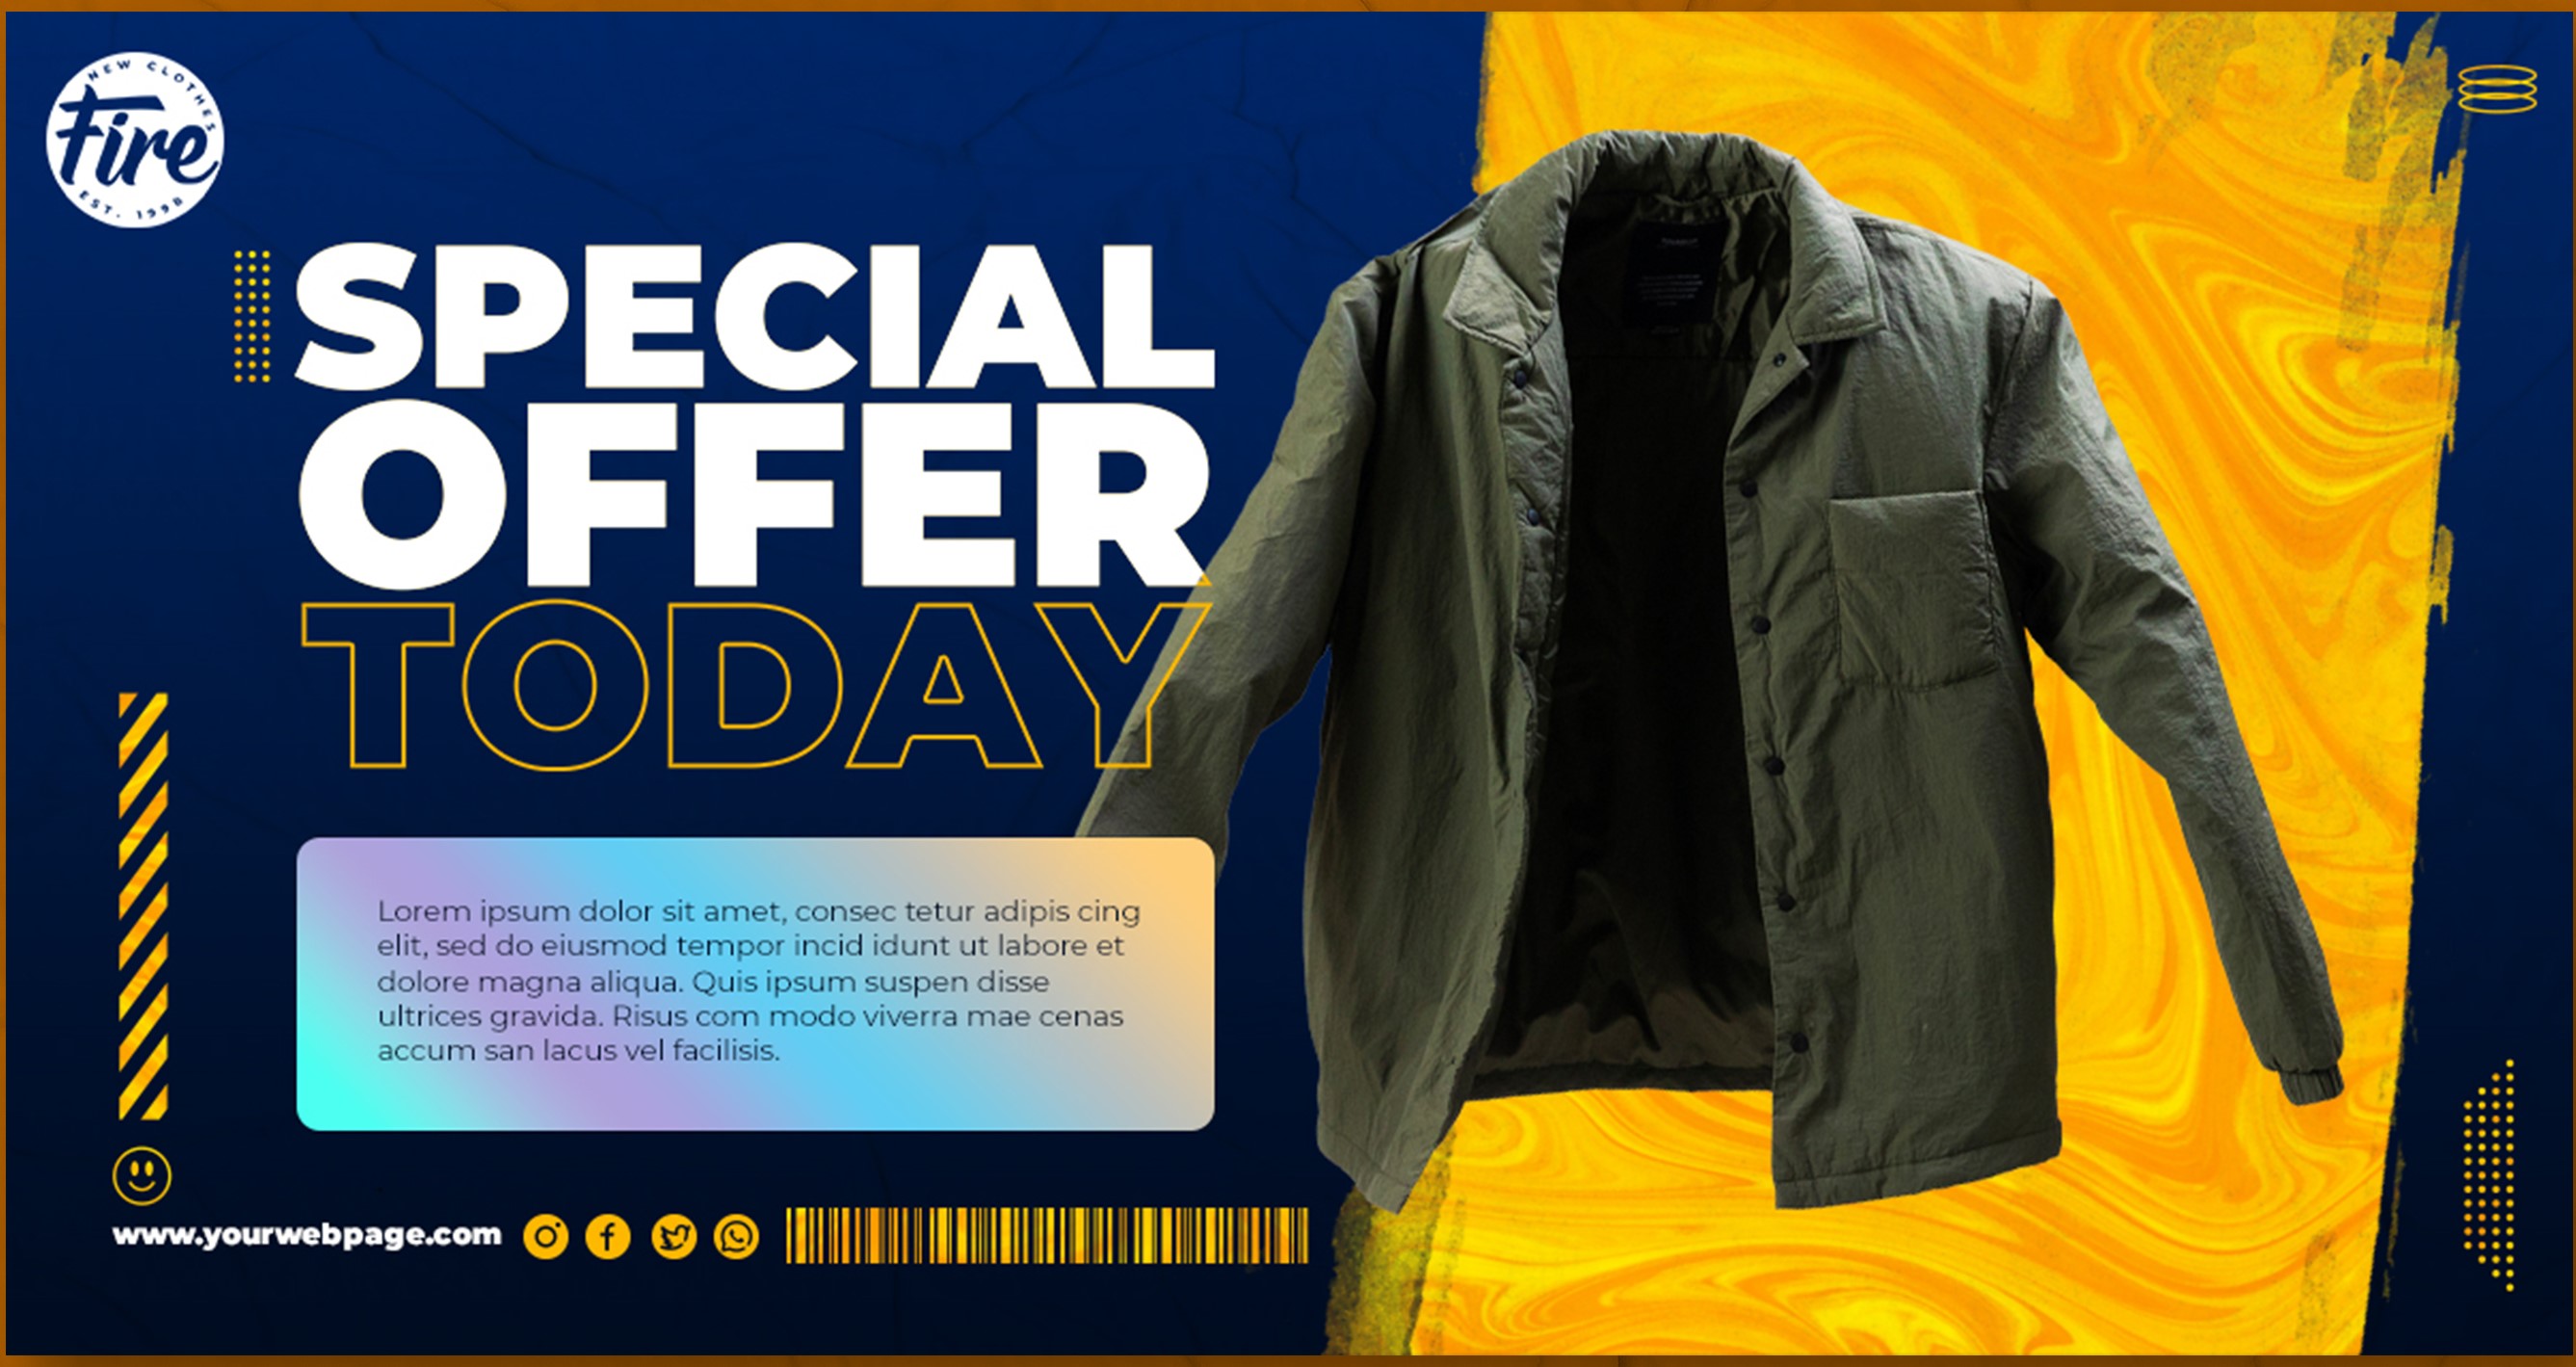 NEW CLOTHES
Fire
EST. 1998
SPECIAL
OFFER
TODAY
Lorem ipsum dolor sit amet, consec tetur adipis cing
elit, sed do eiusmod tempor incid idunt ut labore et
dolore magna aliqua. Quis ipsum suspen disse
ultrices gravida. Risus com modo viverra mae cenas
accum san lacus vel facilisis.
www.yourwebpage.com